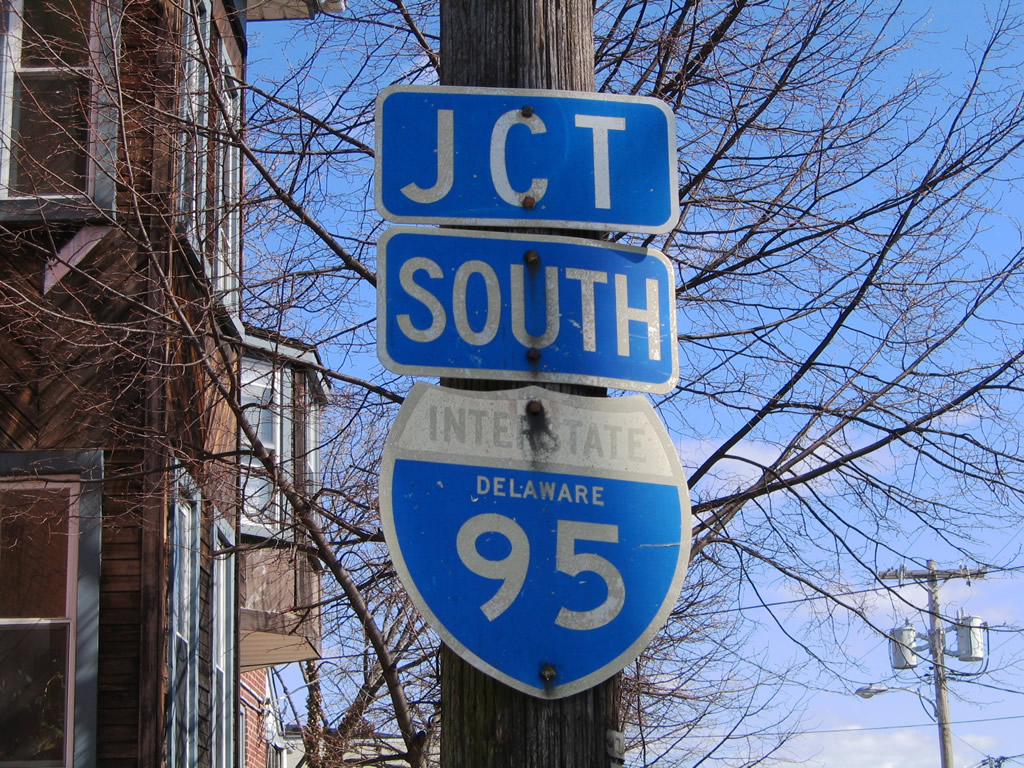 JCT
SOUTH
INTERSTATE
DELAWARE
95